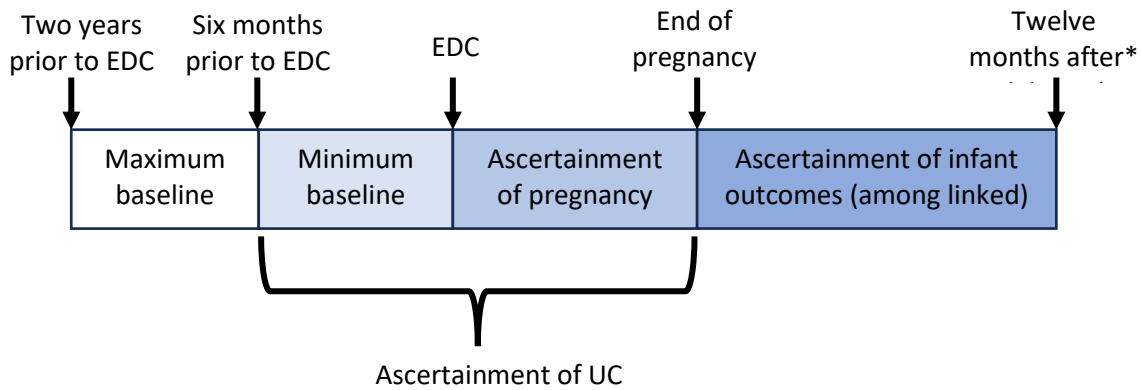 Two years
prior to EDC
Six months
prior to EDC
EDC
End of
pregnancy
Twelve
months after*
Maximum
baseline
Minimum
baseline
Ascertainment
of pregnancy
Ascertainment of infant
outcomes (among linked)
Ascertainment of UC